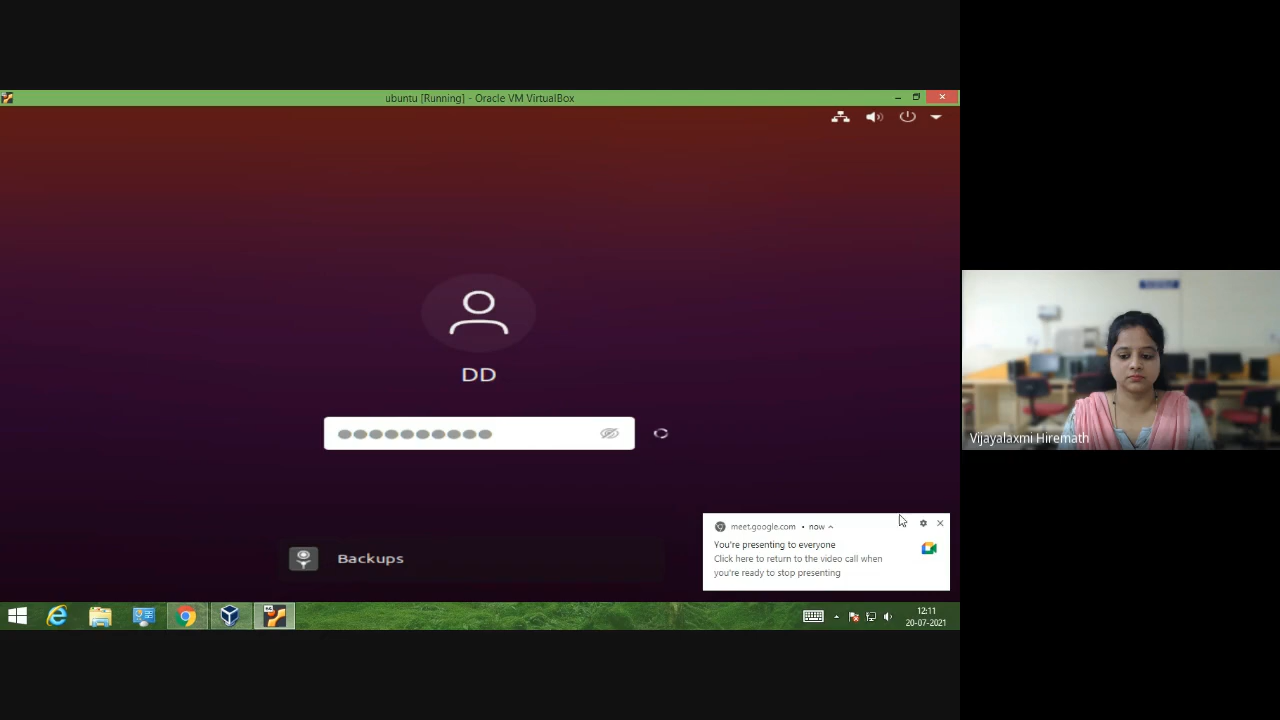 ubuntu [Running] - Oracle VM VirtualBox
DD
Backups
meet.google.com • now
You're presenting to everyone
Click here to return to the video call when
you're ready to stop presenting
12:11
20-07-2021
Vijayalaxmi Hiremath